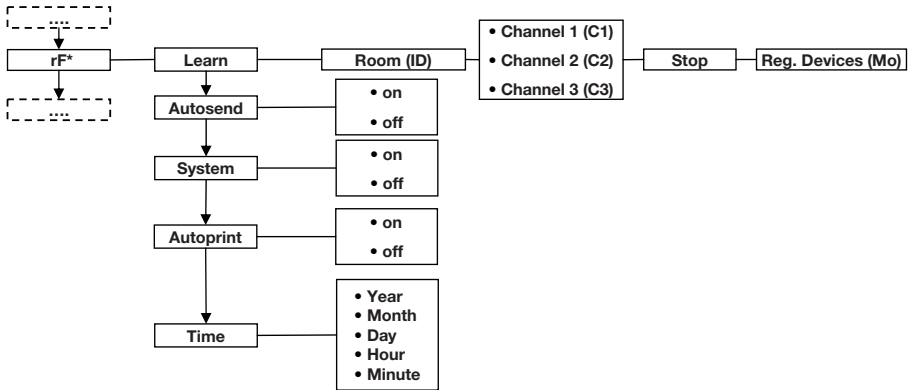 ....
rF*
....
Learn
Room (ID)
• Channel 1 (C1)
• Channel 2 (C2)
• Channel 3 (C3)
Stop
Reg. Devices (Mo)
Autosend
• on
• off
System
• on
• off
Autoprint
• on
• off
Time
• Year
• Month
• Day
• Hour
• Minute